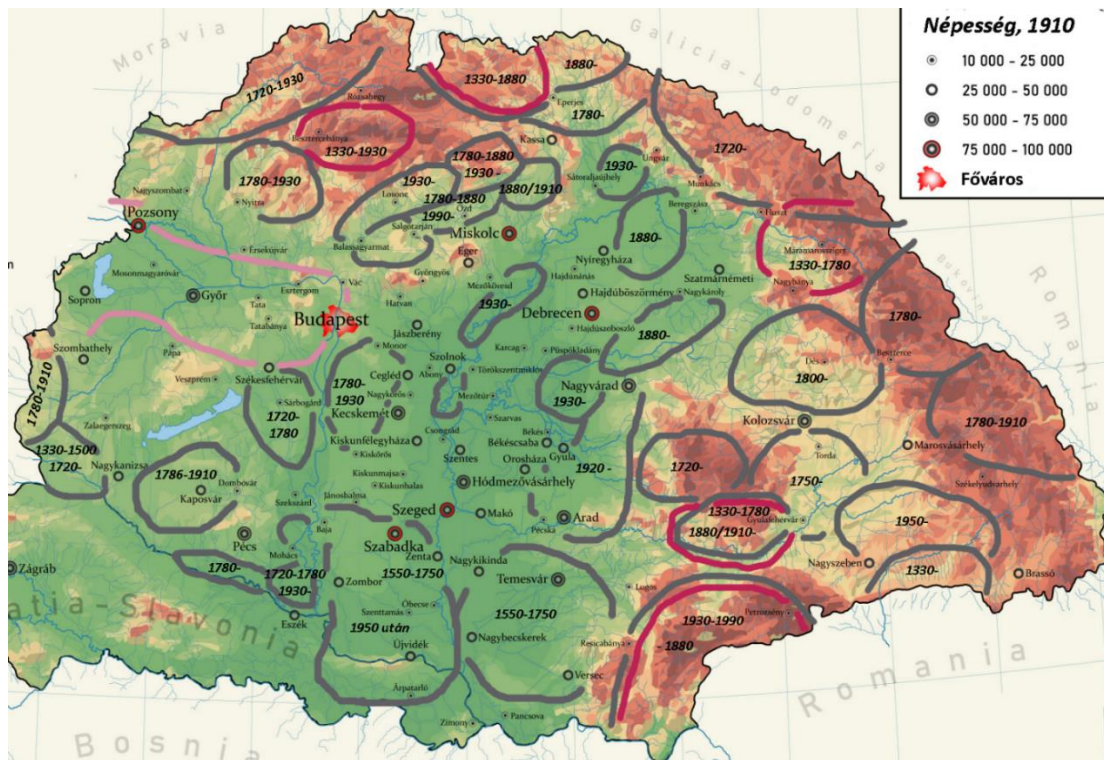 Népesség, 1910
10 000 – 25 000
25 000 – 50 000
50 000 – 75 000
75 000 – 100 000
Főváros
Moravia
Galicia-Lodomeria
Bukovina
Romania
Romania
Bosnia
atia-Slavonia
1720-1930
Rózsahegy
1330-1880
1880-
Eperjes
1780-
Besztercebánya
1330-1930
Kassa
1780-1880
1930 -
1930-
Ungvár
1720-
Nagyszombat
1780-1930
Nyitra
1930-
Losonc
1780-1880
1990-
Ózd
1880/1910
Sátoraljaújhely
Munkács
Pozsony
Salgótarján
Miskolc
Beregszász
Huszt
Érsekújvár
Balassagyarmat
Eger
Nyíregyháza
1880-
Máramarossziget
1330-1780
Nagybánya
Mosonmagyaróvár
Sopron
Győr
Esztergom
Vác
Gyöngyös
Mezőkövesd
Hajdúnánás
Szatmárnémeti
Tata
Tatabánya
Hatvan
1930-
Hajdúböszörmény
Nagykároly
Budapest
Jászberény
Debrecen
1780-
Szombathely
Pápa
Monor
Hajdúszoboszló
1880-
Székesfehérvár
Szolnok
Karcag
Püspökladány
Dés
Beszterce
1800-
Veszprém
1780-
1930
Cegléd
Abony
Törökszentmiklós
Nagyvárad
1780-1910
Sárbogárd
Nagykőrös
Mezőtúr
1930-
1720-
1780
Kecskemét
Csongrád
Szarvas
Kolozsvár
1780-1910
Zalaegerszeg
Kiskunfélegyháza
Békés
Békéscsaba
Marosvásárhely
1330-1500
1720-
Kiskőrös
Szentes
Gyula
Torda
Nagykanizsa
1786-1910
Orosháza
1920 -
1720-
1750-
Székelyudvarhely
Kaposvár
Dombóvár
Kiskunmajsa
Kiskunhalas
Hódmezővásárhely
Szekszárd
Jánoshalma
Szeged
Makó
Arad
1330-1780
Gyulafehérvár
1950-
Baja
Pécska
1880/1910-
Pécs
Szabadka
Mohács
Zenta
Nagykikinda
Nagyszeben
1330-
Brassó
Zágráb
1780-
1720-1780
1930-
Zombor
1550-1750
Temesvár
Lugos
Eszék
Óbecse
Szenttamás
1550-1750
1930-1990
Petrozsény
1950 után
Nagybecskerek
Resicabánya
- 1880
Újvidék
Versec
Árpatarló
Zimony
Pancsova